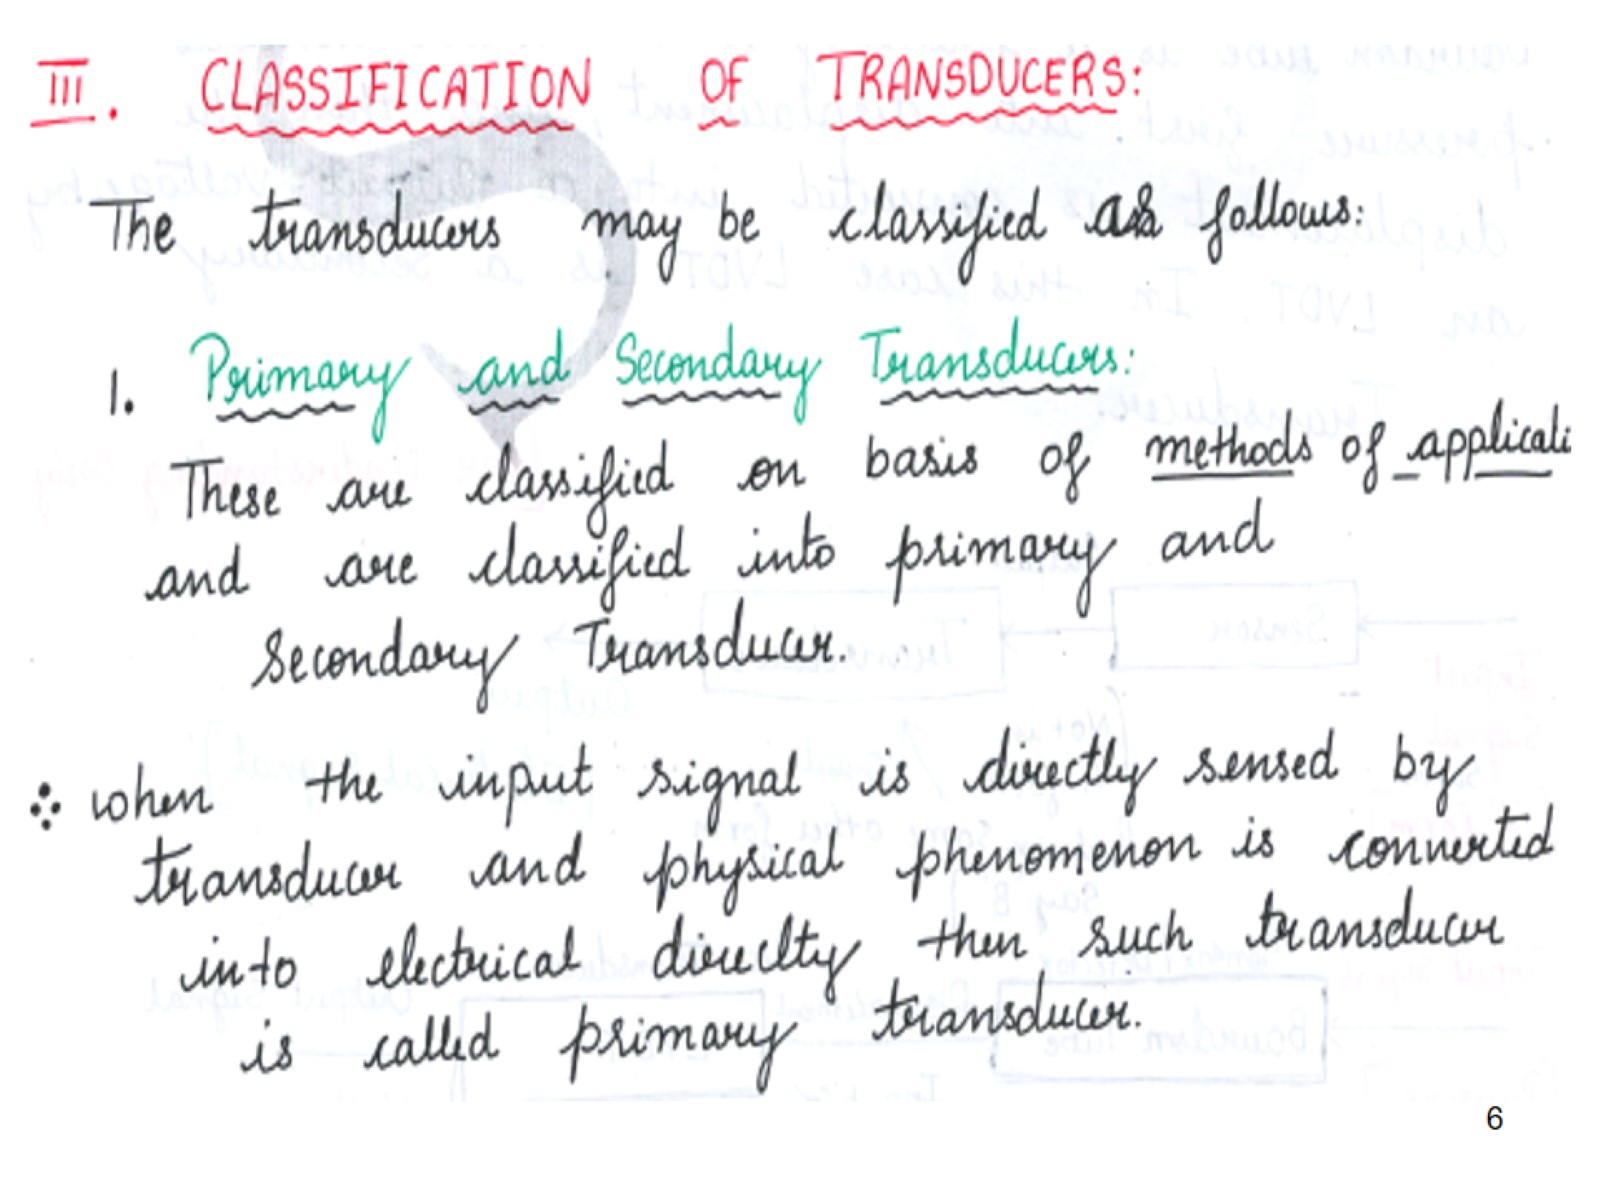 III. CLASSIFICATION OF TRANSDUCERS:
The transducers may be classified as follows:
1. Primary and Secondary Transducers:
These are classified on basis of methods of applicati
and are classified into primary and
Secondary Transducer.
when the input signal is directly sensed by
transducer and physical phenomenon is converted
into electrical direclty then such transducer
is called primary transducer.
6